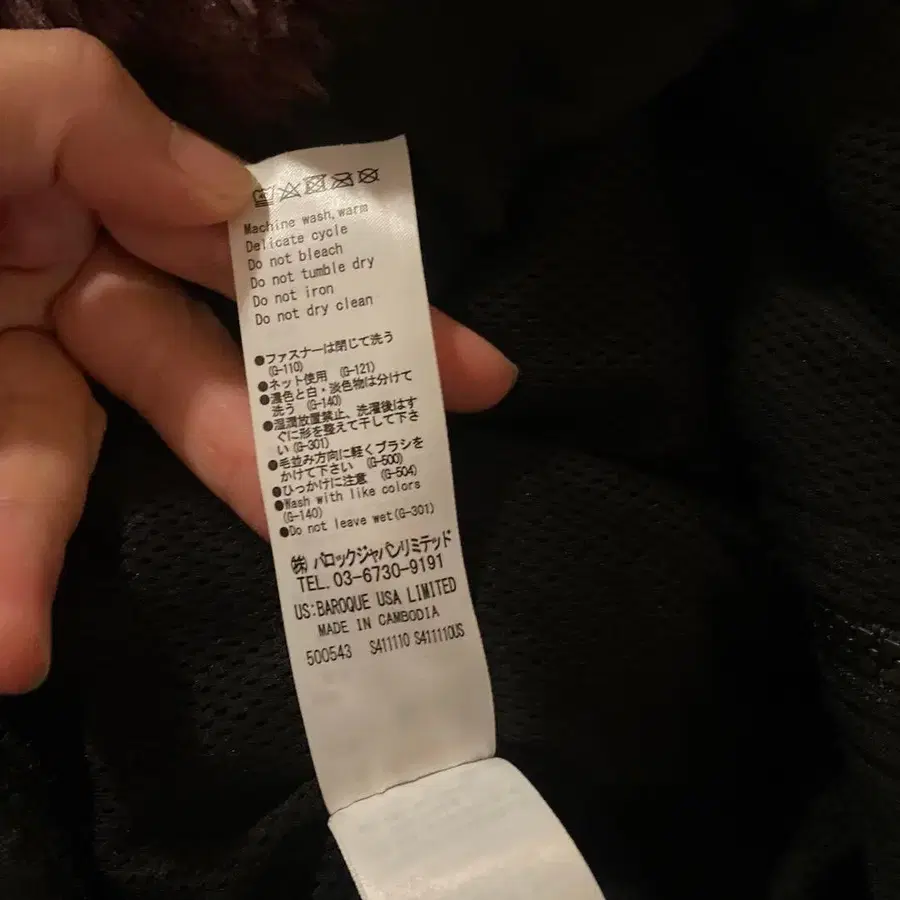 Machine wash,warm
Delicate cycle
Do not bleach
Do not tumble dry
Do not iron
Do not dry clean
●ファスナーは閉じて洗う
(G-110)
●ネット使用 (G-121)
●濃色と白・淡色物は分けて
洗う (G-140)
●湿潤放置禁止、洗濯後はす
ぐに形を整えて干して下さ
い(G-301)
●毛並み方向に軽くブラシを
かけて下さい (G-500)
●ひっかけに注意 (G-504)
●Wash with like colors
(G-140)
●Do not leave wet(G-301)
㈱ バロックジャパンリミテッド
TEL.03-6730-9191
US:BAROQUE USA LIMITED
MADE IN CAMBODIA
500543 S411110 S411110US